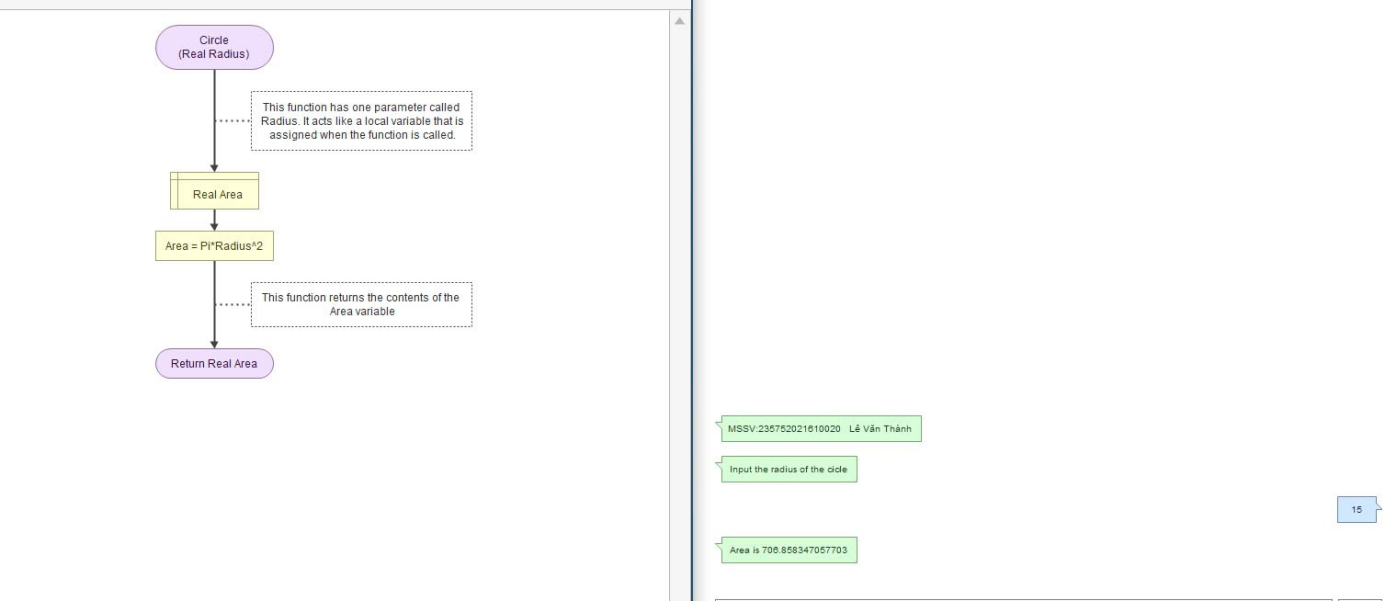 Circle
(Real Radius)
This function has one parameter called
Radius. It acts like a local variable that is
assigned when the function is called.
Real Area
Area = Pi*Radius^2
This function returns the contents of the
Area variable
Return Real Area
MSSV:235752021610020 Lê Văn Thành
Input the radius of the cicle
15
Area is 706.858347057703